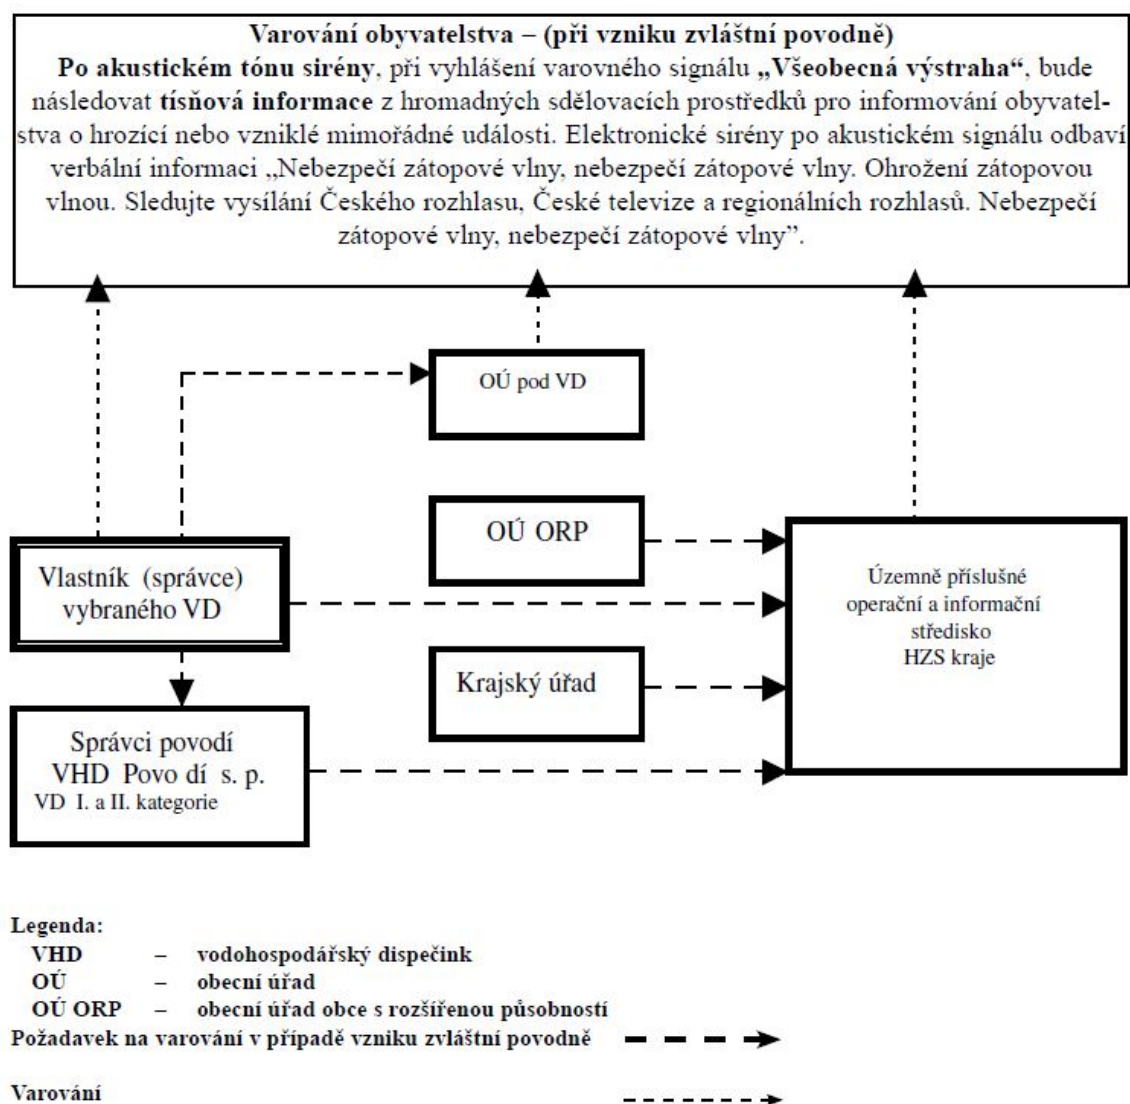 Varování obyvatelstva – (při vzniku zvláštní povodně)
Po akustickém tónu sirény, při vyhlášení varovného signálu „Všeobecná výstraha“, bude
následovat tísňová informace z hromadných sdělovacích prostředků pro informování obyvatel-
stva o hrozící nebo vzniklé mimořádné události. Elektronické sirény po akustickém signálu odbaví
verbální informaci „Nebezpečí zátopové vlny, nebezpečí zátopové vlny. Ohrožení zátopovou
vlnou. Sledujte vysílání Českého rozhlasu, České televize a regionálních rozhlasů. Nebezpečí
zátopové vlny, nebezpečí zátopové vlny”.
OÚ pod VD
OÚ ORP
Vlastník (správce)
vybraného VD
Územně příslušné
operační a informační
středisko
HZS kraje
Krajský úřad
Správci povodí
VHD Povo dí s. p.
VD I. a II. kategorie
Legenda:
VHD – vodohospodářský dispečink
OÚ – obecní úřad
OÚ ORP – obecní úřad obce s rozšířenou působností
Požadavek na varování v případě vzniku zvláštní povodně
Varování